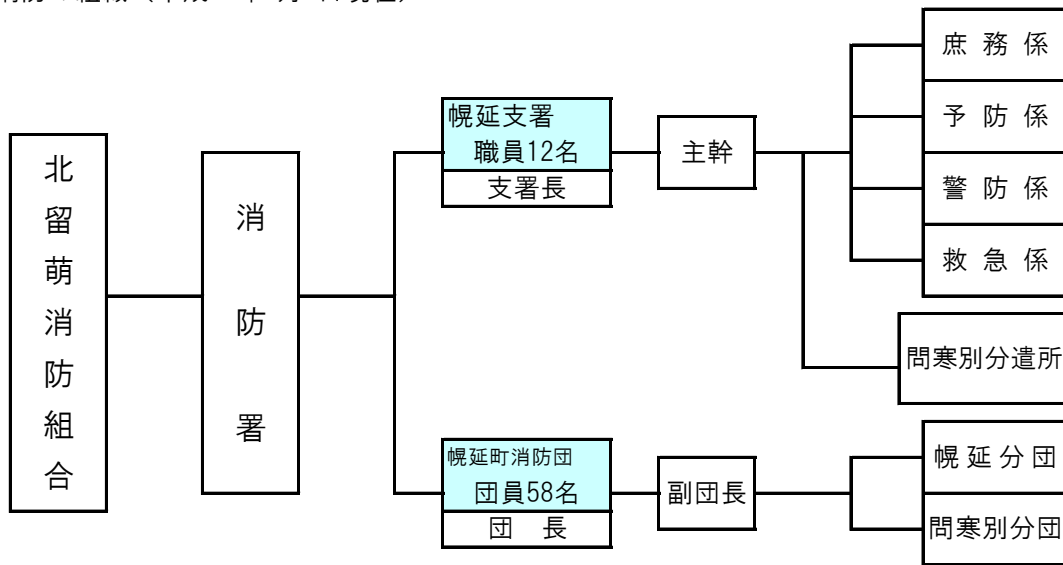 北留萌消防組合
消防署
幌延支署
職員12名
支署長
主幹
庶務係
予防係
警防係
救急係
問寒別分遣所
幌延町消防団
団員58名
団 長
副団長
幌延分団
問寒別分団